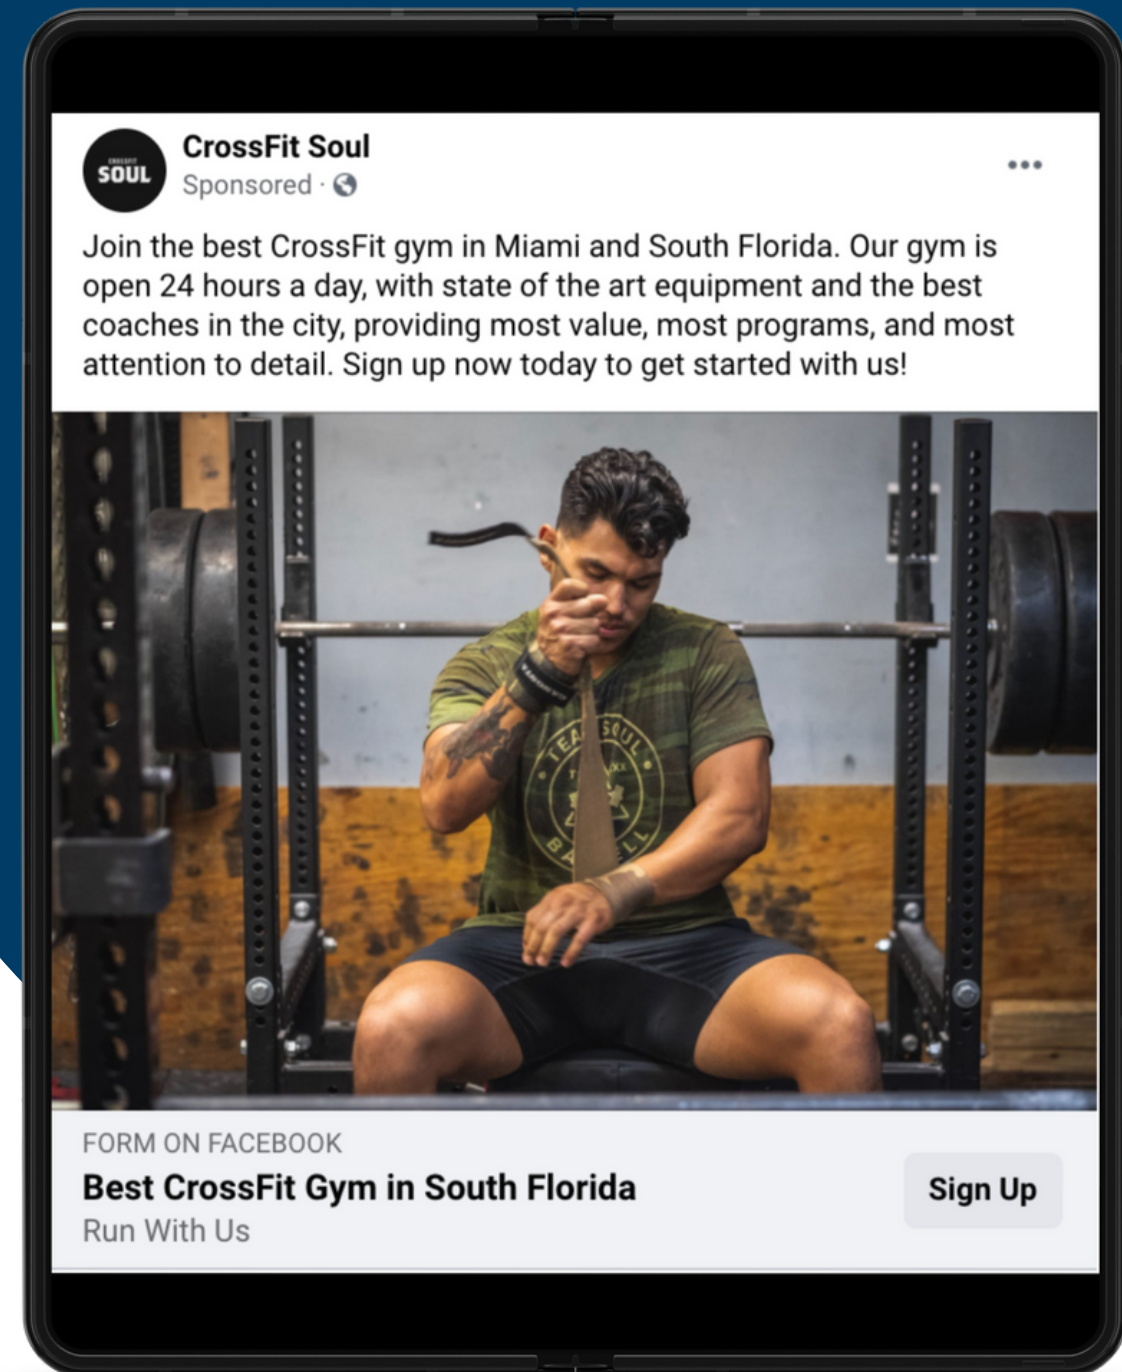 CROSSFIT
SOUL
CrossFit Soul
Sponsored ·
Join the best CrossFit gym in Miami and South Florida. Our gym is
open 24 hours a day, with state of the art equipment and the best
coaches in the city, providing most value, most programs, and most
attention to detail. Sign up now today to get started with us!
TEAM SOUL
FORM ON FACEBOOK
Best CrossFit Gym in South Florida
Run With Us
Sign Up